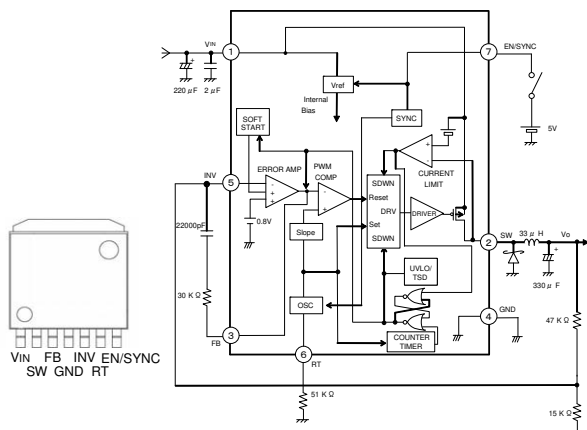 VIN
1
7
EN/SYNC
220 μF
2 μF
Vref
Internal
Bias
SYNC
5V
SOFT
START
INV
5
ERROR AMP
PWM
COMP
CURRENT
LIMIT
SDWN
Reset
DRV
Set
SDWN
DRIVER
0.8V
22000pF
Slope
2
SW
33 μ H
Vo
330 μ F
UVLO/
TSD
30 K Ω
OSC
47 K Ω
GND
4
3
FB
COUNTER
TIMER
6
RT
51 K Ω
15 K Ω
VIN FB INV EN/SYNC
SW GND RT